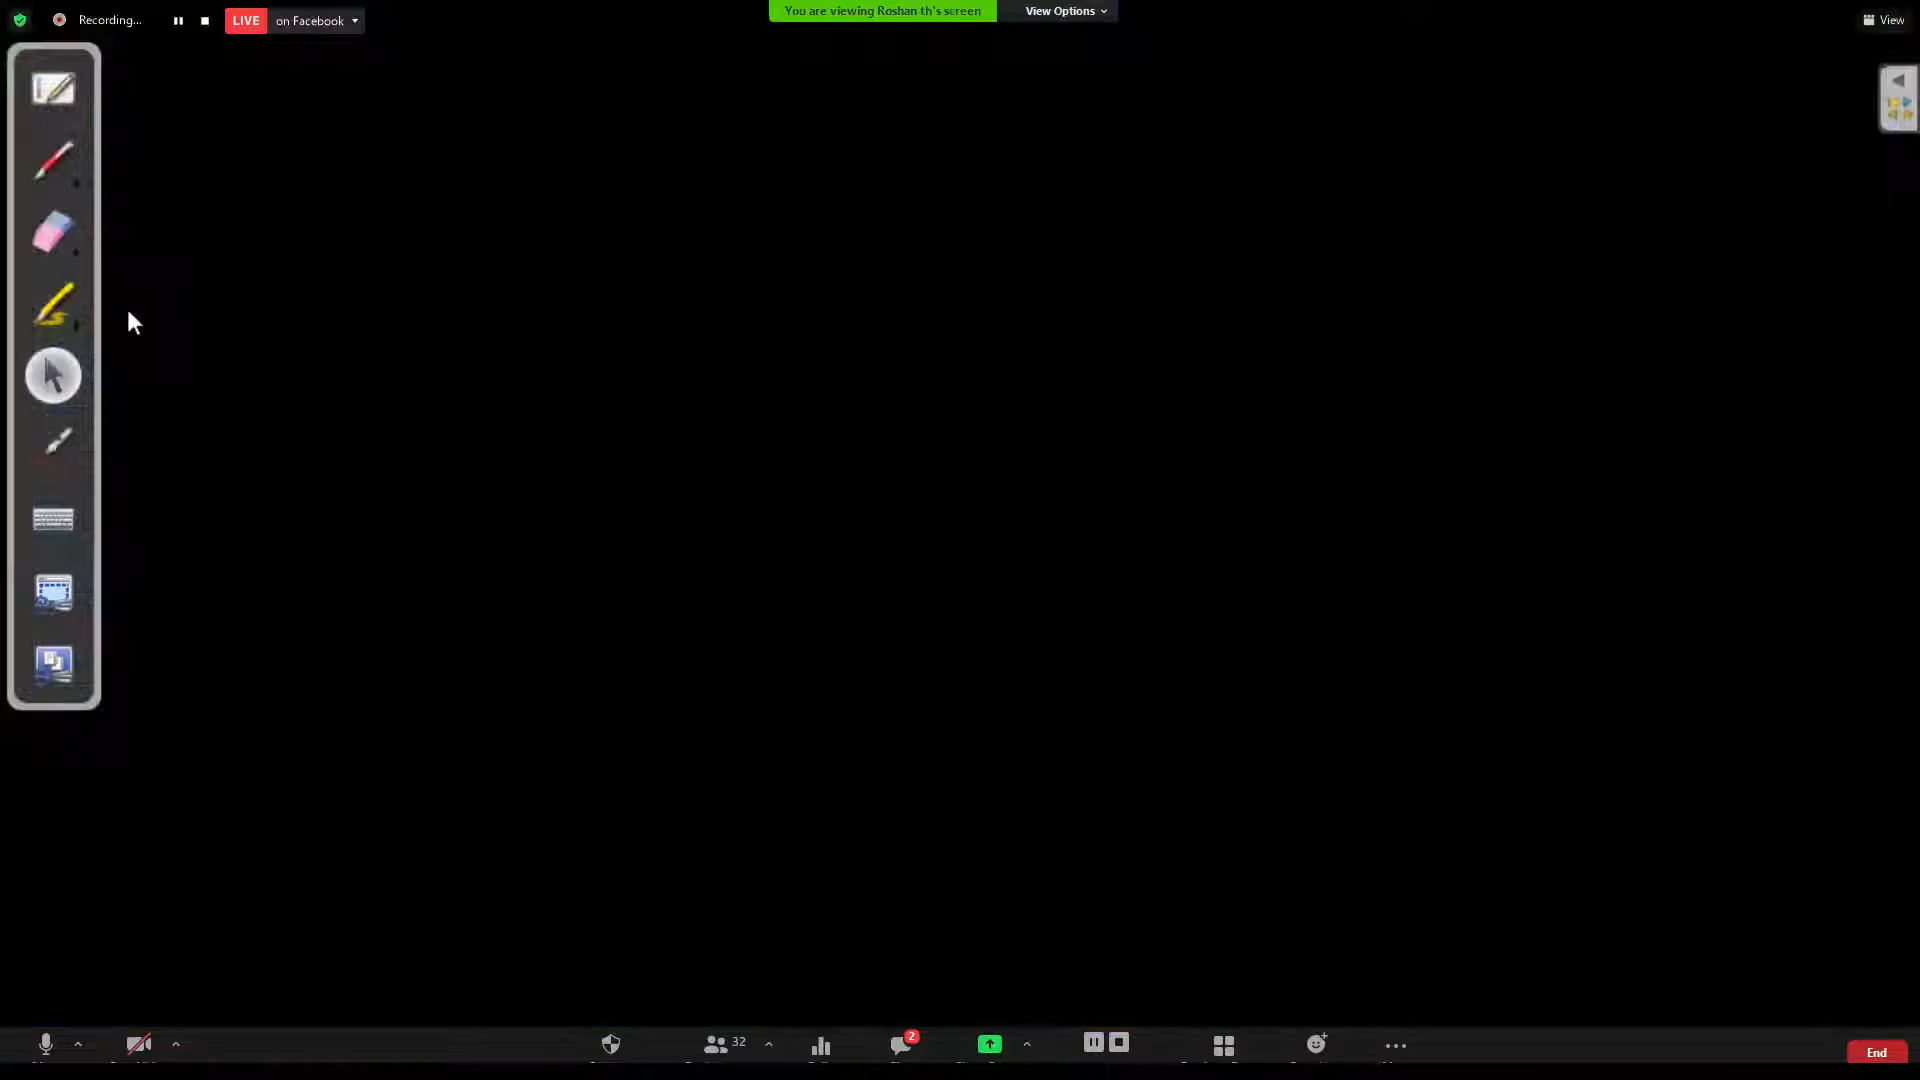 Recording...
LIVE on Facebook
You are viewing Roshan th's screen
View Options
View
32
2
End